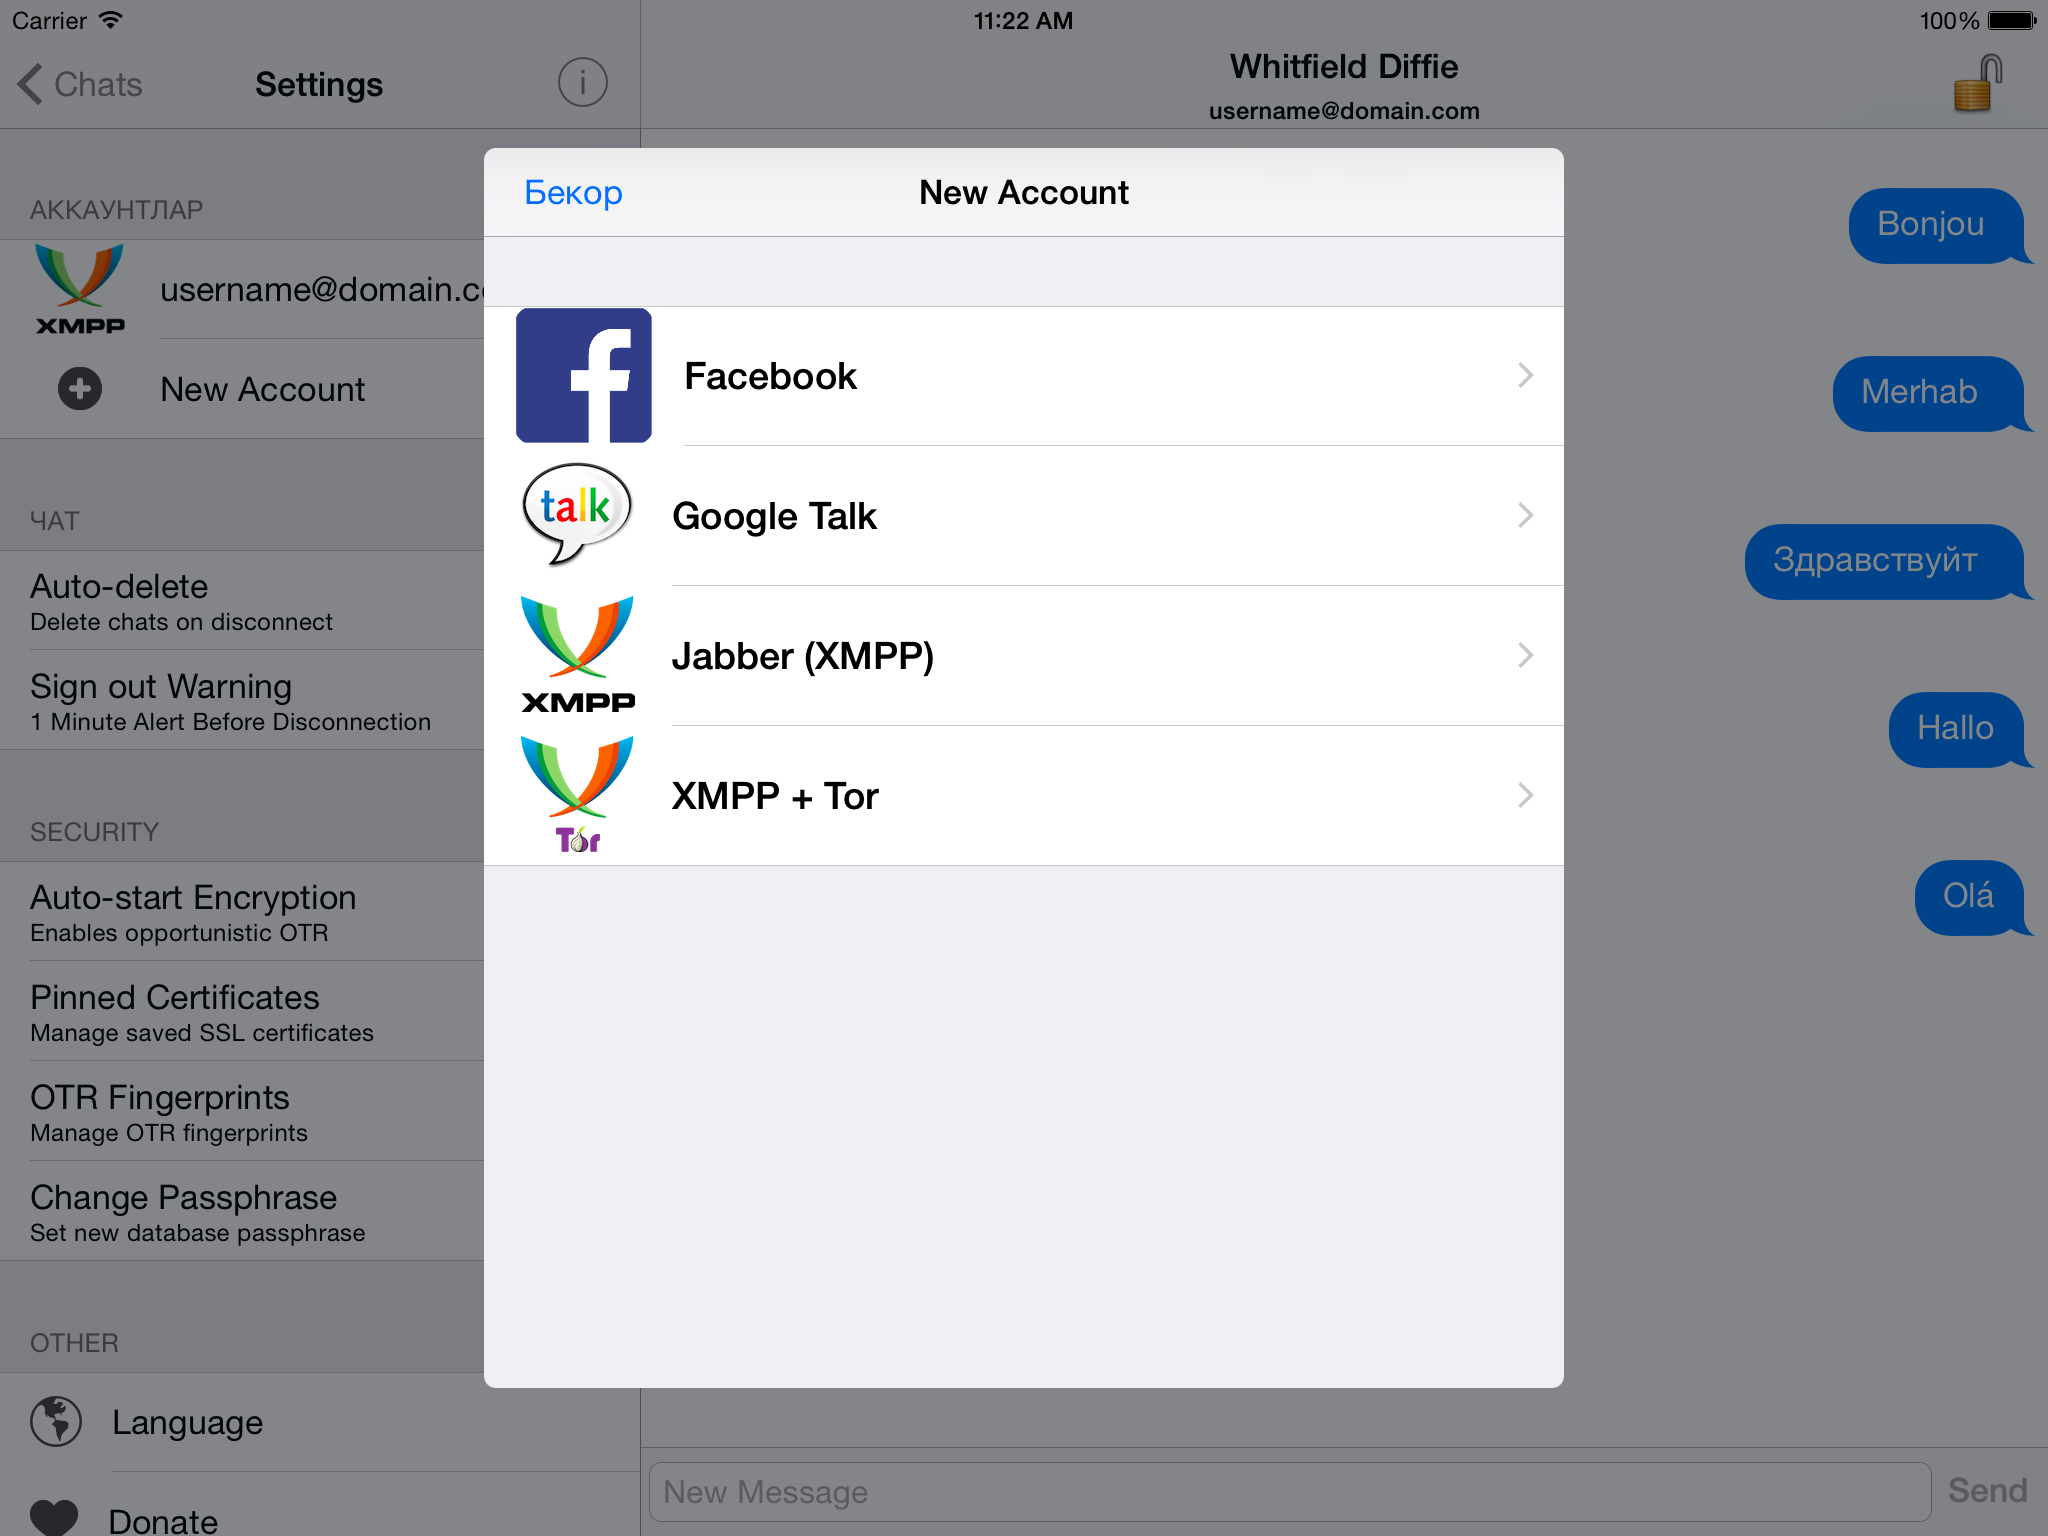 Carrier
11:22 AM
100%
Chats
Settings
Whitfield Diffie
username@domain.com
АККАУНТЛАР
XMPP
username@domain.c
New Account
ЧАТ
Auto-delete
Delete chats on disconnect
Sign out Warning
1 Minute Alert Before Disconnection
SECURITY
Auto-start Encryption
Enables opportunistic OTR
Pinned Certificates
Manage saved SSL certificates
OTR Fingerprints
Manage OTR fingerprints
Change Passphrase
Set new database passphrase
OTHER
Language
Donate
Бекор
New Account
Facebook
talk
Google Talk
XMPP
Jabber (XMPP)
Tor
XMPP + Tor
Bonjou
Merhab
Здравствуйт
Hallo
Olá
New Message
Send